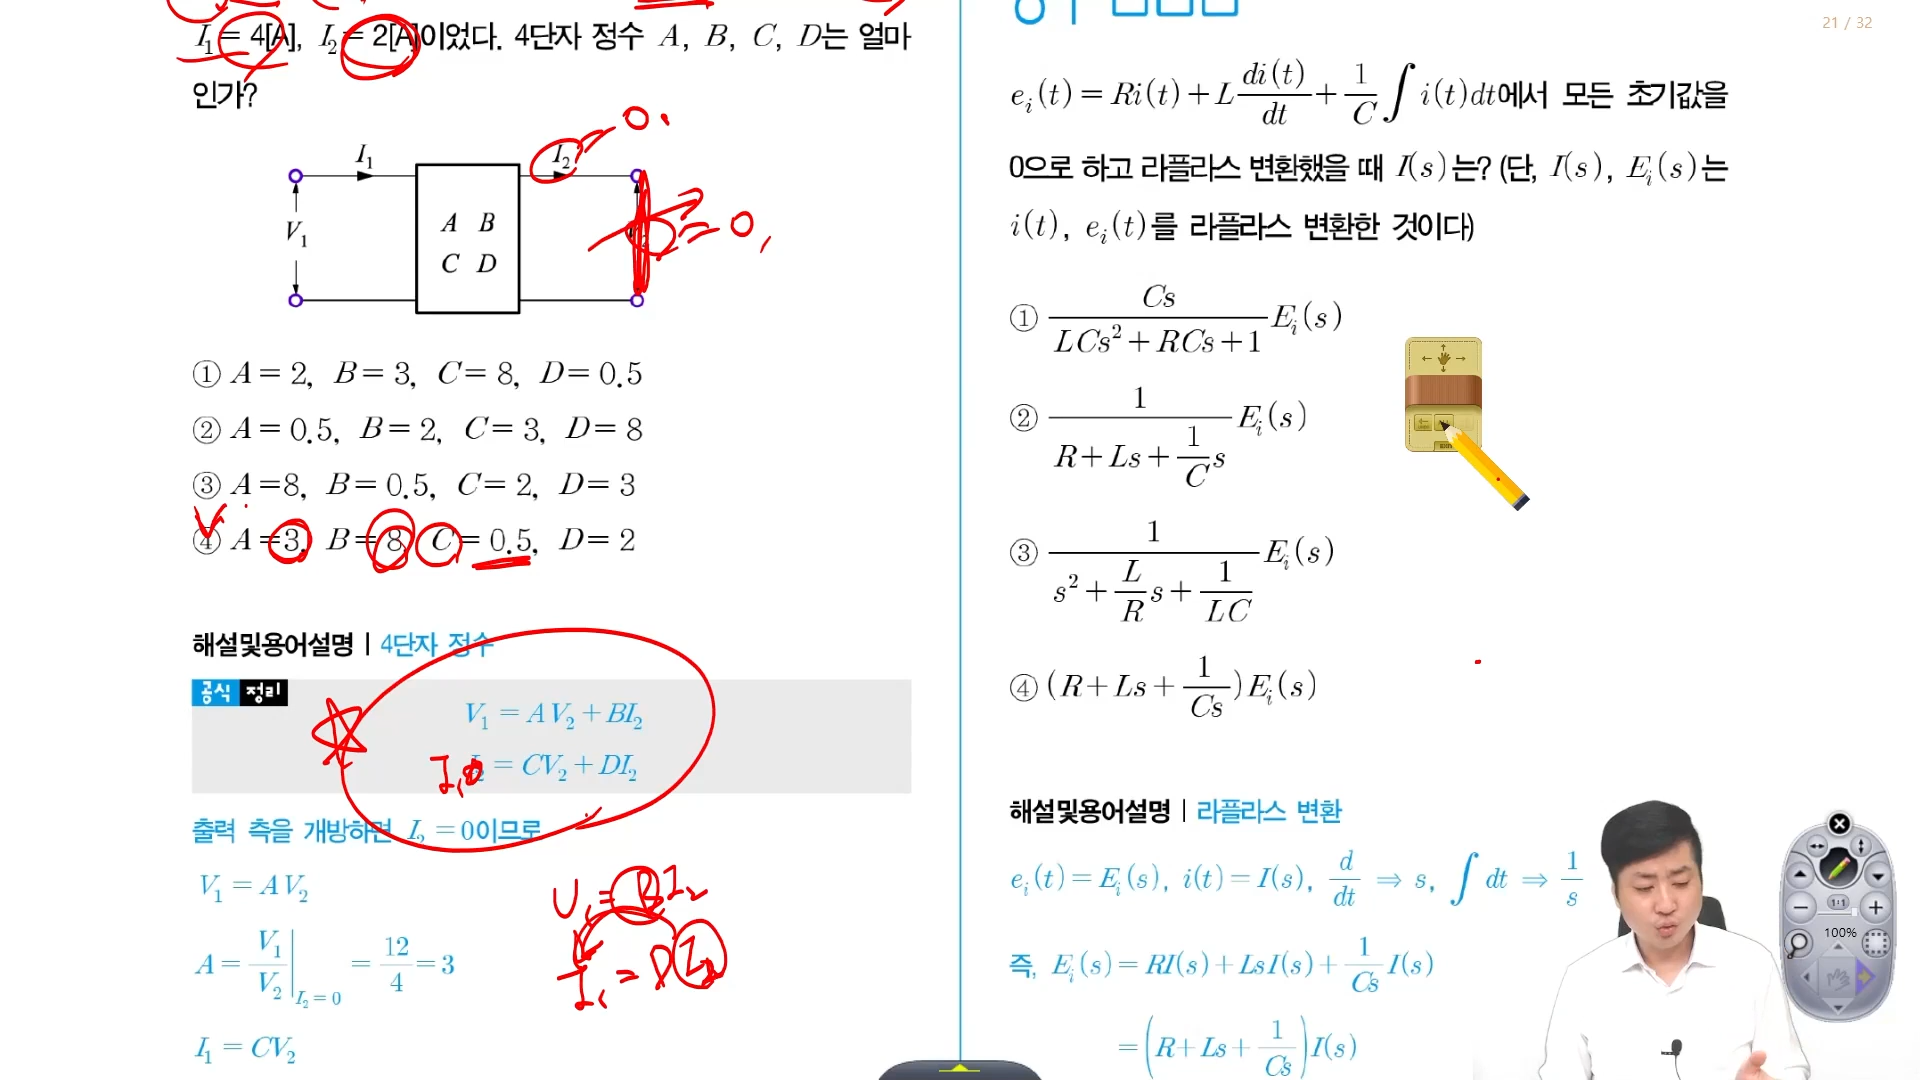 I₁ = 4[A], I₂ = 2[A]이었다. 4단자 정수 A, B, C, D는 얼마
인가?
0.
I₁ I₂
V₁
A B
C D
= 0,
① A = 2, B = 3, C = 8, D = 0.5
② A = 0.5, B = 2, C = 3, D = 8
③ A = 8, B = 0.5, C = 2, D = 3
④ A = 3, B = 8, C = 0.5, D = 2
해설및용어설명 | 4단자 정수
공식 정리
V₁ = AV₂ + BI₂
I₁ = CV₂ + DI₂
출력 측을 개방하면 I₂ = 0이므로
V₁ = AV₂
A = V₁/V₂ |I₂=0 = 12/4 = 3
I₁ = CV₂
V₁ = BI₂
I₁ = DI₂
21 / 32
eᵢ(t) = Ri(t) + L di(t)/dt + 1/C ∫ i(t)dt에서 모든 초기값을
0으로 하고 라플라스 변환했을 때 I(s)는? (단, I(s), Eᵢ(s)는
i(t), eᵢ(t)를 라플라스 변환한 것이다)
① Cs/(LCs² + RCs + 1) Eᵢ(s)
② 1/(R + Ls + 1/C s) Eᵢ(s)
③ 1/(s² + L/R s + 1/LC) Eᵢ(s)
④ (R + Ls + 1/Cs)Eᵢ(s)
해설및용어설명 | 라플라스 변환
eᵢ(t) = Eᵢ(s), i(t) = I(s), d/dt ⇒ s, ∫ dt ⇒ 1/s
즉, Eᵢ(s) = RI(s) + LsI(s) + 1/Cs I(s)
= (R + Ls + 1/Cs)I(s)
1:1
100%